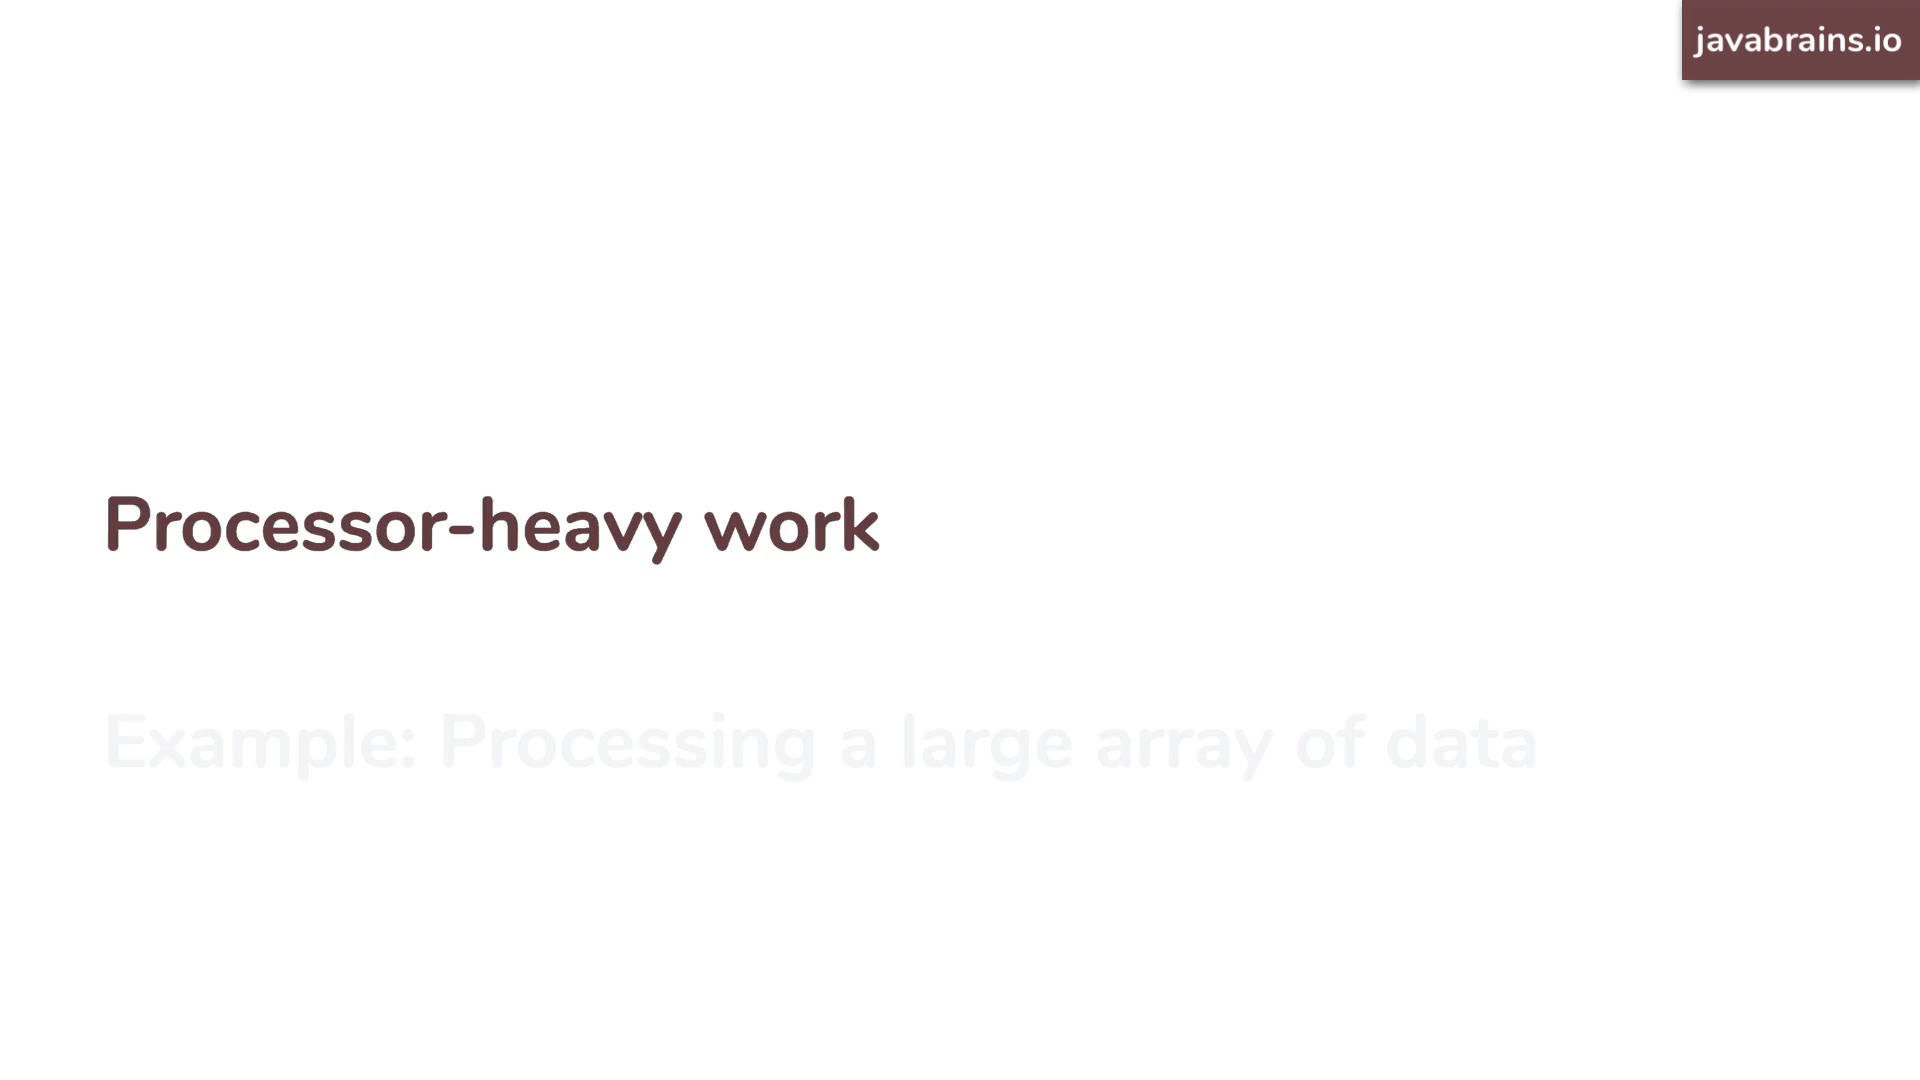 javabrains.io
Processor-heavy work
Example: Processing a large array of data